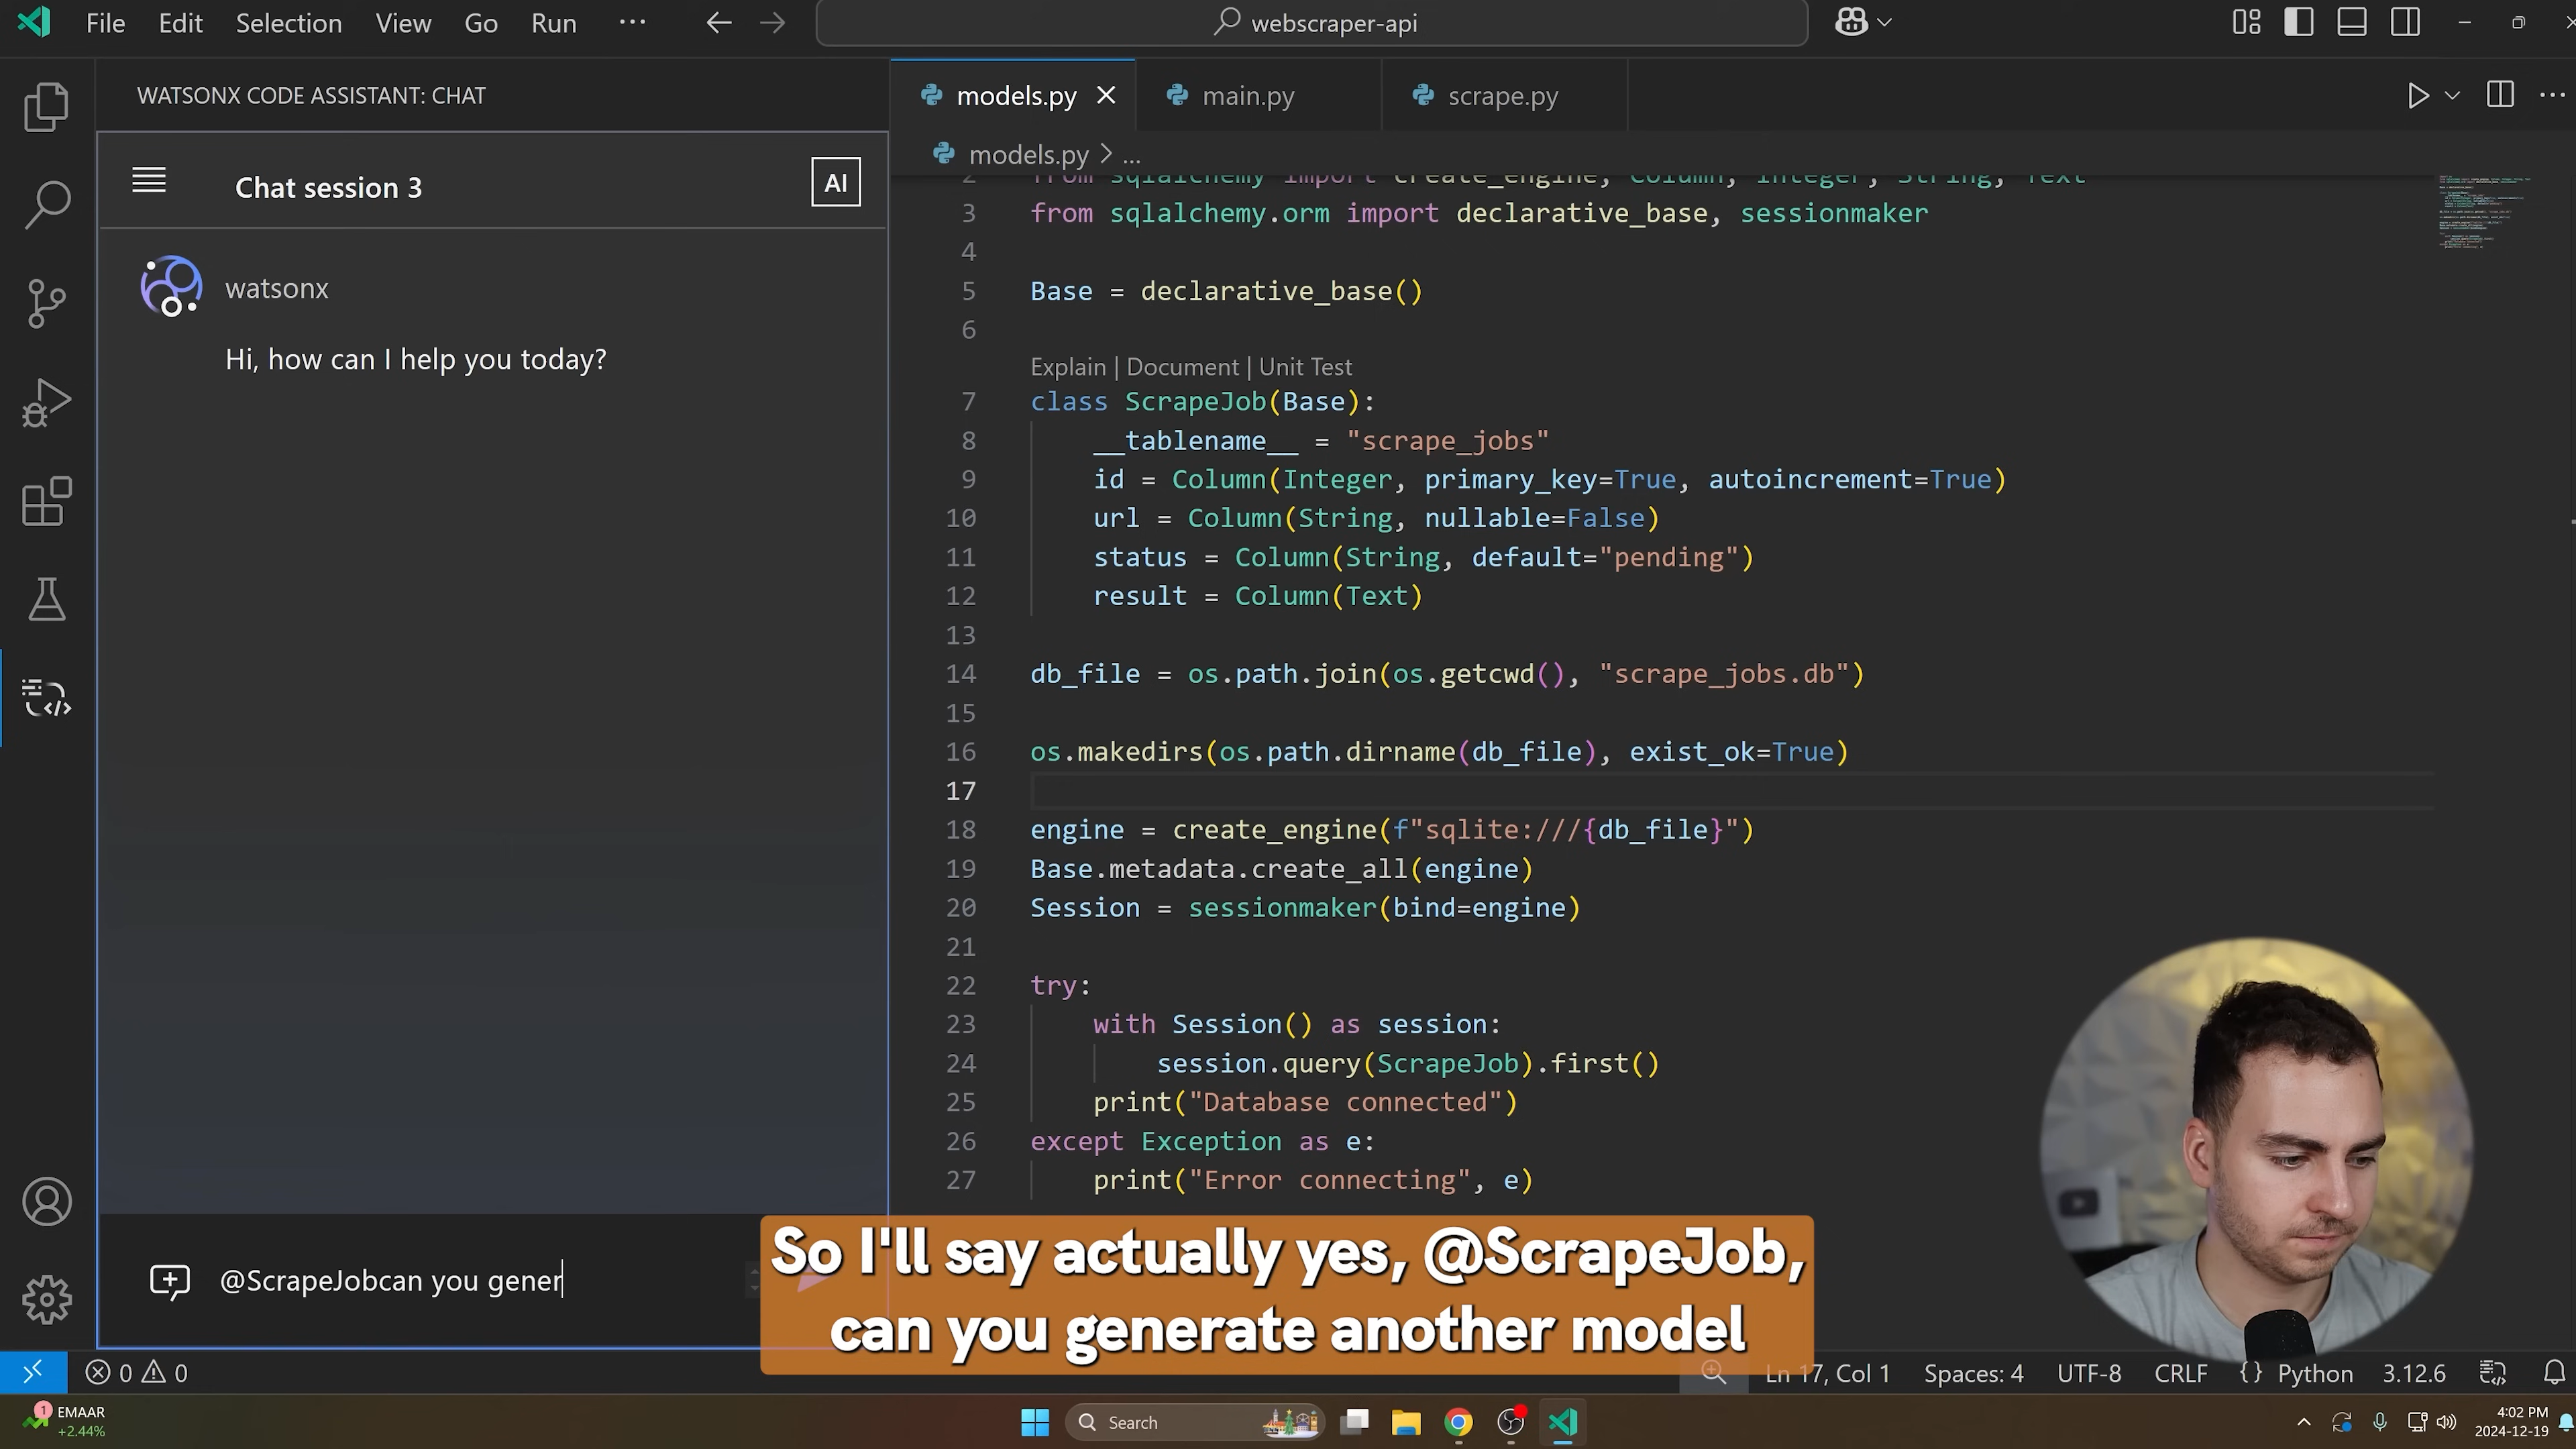 File Edit Selection View Go Run ... webscraper-api
WATSONX CODE ASSISTANT: CHAT
Chat session 3
AI
watsonx
Hi, how can I help you today?
@ScrapeJobcan you gener
models.py main.py scrape.py
models.py > ...
2 from sqlalchemy import create_engine, Column, Integer, String, Text
3 from sqlalchemy.orm import declarative_base, sessionmaker
4
5 Base = declarative_base()
6
Explain | Document | Unit Test
7 class ScrapeJob(Base):
8 __tablename__ = "scrape_jobs"
9 id = Column(Integer, primary_key=True, autoincrement=True)
10 url = Column(String, nullable=False)
11 status = Column(String, default="pending")
12 result = Column(Text)
13
14 db_file = os.path.join(os.getcwd(), "scrape_jobs.db")
15
16 os.makedirs(os.path.dirname(db_file), exist_ok=True)
17
18 engine = create_engine(f"sqlite:///{db_file}")
19 Base.metadata.create_all(engine)
20 Session = sessionmaker(bind=engine)
21
22 try:
23 with Session() as session:
24 session.query(ScrapeJob).first()
25 print("Database connected")
26 except Exception as e:
27 print("Error connecting", e)
So I'll say actually yes, @ScrapeJob,
can you generate another model
0 0 Ln 17, Col 1 Spaces: 4 UTF-8 CRLF {} Python 3.12.6
1 EMAAR
+2.44%
Search
4:02 PM
2024-12-19